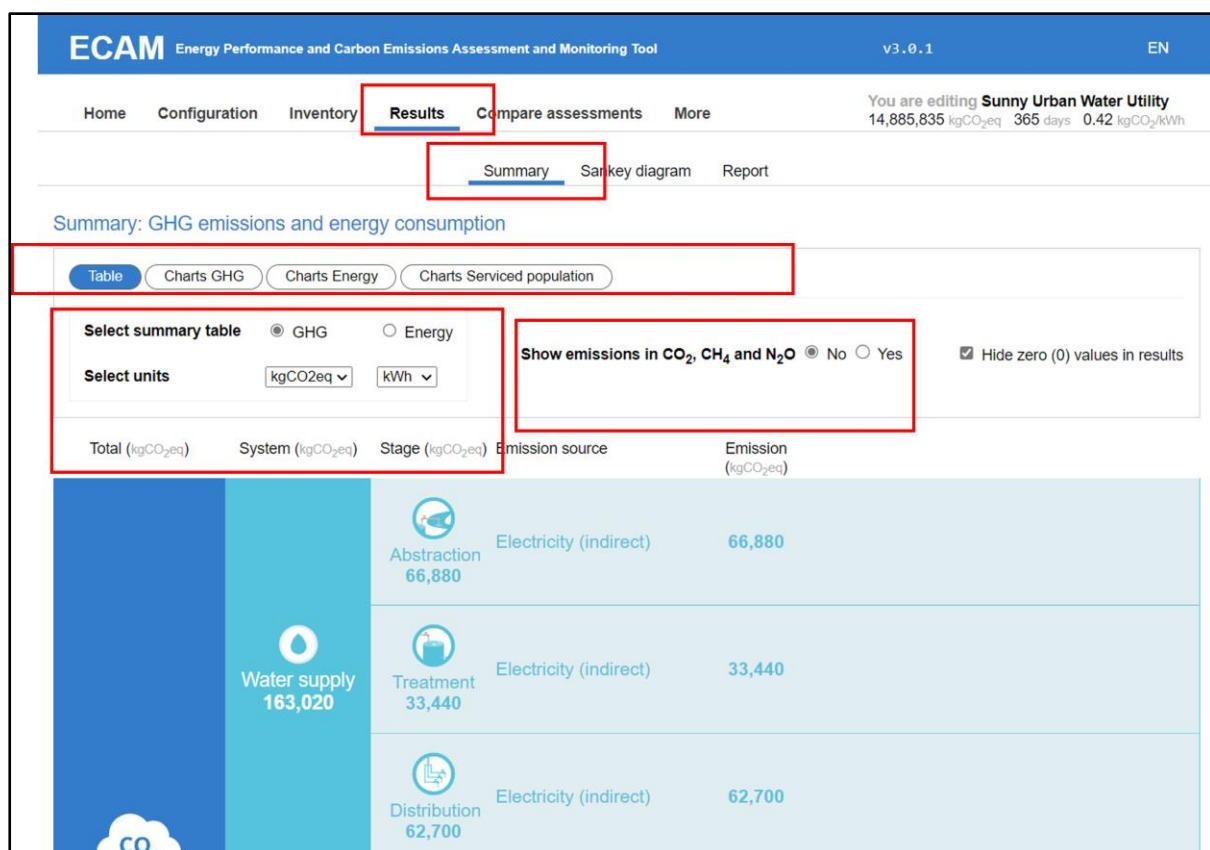 ECAM Energy Performance and Carbon Emissions Assessment and Monitoring Tool v3.0.1 EN
Home Configuration Inventory Results Compare assessments More
You are editing Sunny Urban Water Utility
14,885,835 kgCO₂eq 365 days 0.42 kgCO₂/kWh
Summary Sankey diagram Report
Summary: GHG emissions and energy consumption
Table Charts GHG Charts Energy Charts Serviced population
Select summary table GHG Energy
Show emissions in CO₂, CH₄ and N₂O No Yes
Hide zero (0) values in results
Select units kgCO2eq kWh
Total (kgCO₂eq) System (kgCO₂eq) Stage (kgCO₂eq) Emission source Emission
(kgCO₂eq)
Abstraction
66,880
Electricity (indirect) 66,880
Water supply
163,020
Treatment
33,440
Electricity (indirect) 33,440
Distribution
62,700
Electricity (indirect) 62,700
CO